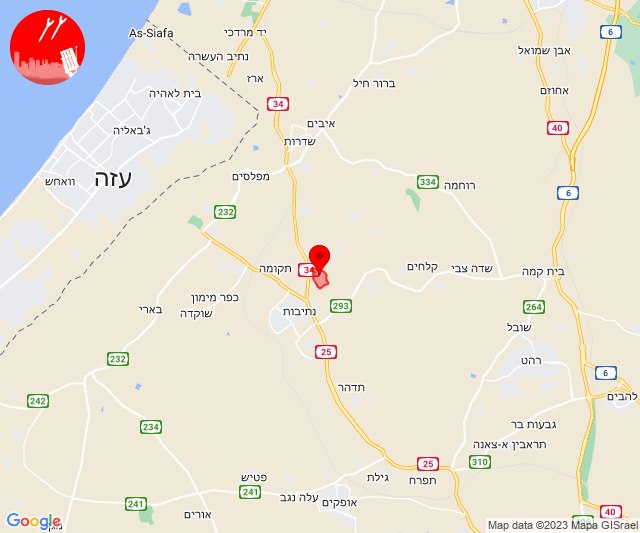 As-Siafa
יד מרדכי
נתיב העשרה
ארז
6
אבן שמואל
ברור חיל
אחוזם
בית לאהיה
34
ג'באליה
איבים
40
שדרות
עזה
וואחש
מפלסים
334
רוחמה
6
232
34
תקומה
קלחים
שדה צבי
בית קמה
כפר מימון
בארי
שוקדה
נתיבות
293
264
שובל
25
232
רהט
6
תדהר
242
להבים
234
גבעות בר
תראבין א-צאנה
25
310
פטיש
גילת
תפרח
241
241
עלה נגב
אופקים
אורים
40
Google
Map data ©2023 Mapa GISrael